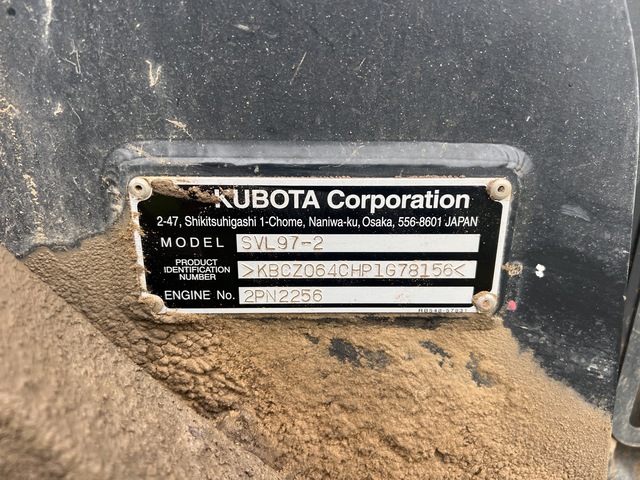 KUBOTA Corporation
2-47, Shikitsuhigashi 1-Chome, Naniwa-ku, Osaka, 556-8601 JAPAN
MODEL SVL97-2
PRODUCT IDENTIFICATION NUMBER >KBCZ064CHP1G78156<
ENGINE No. 2PN2256